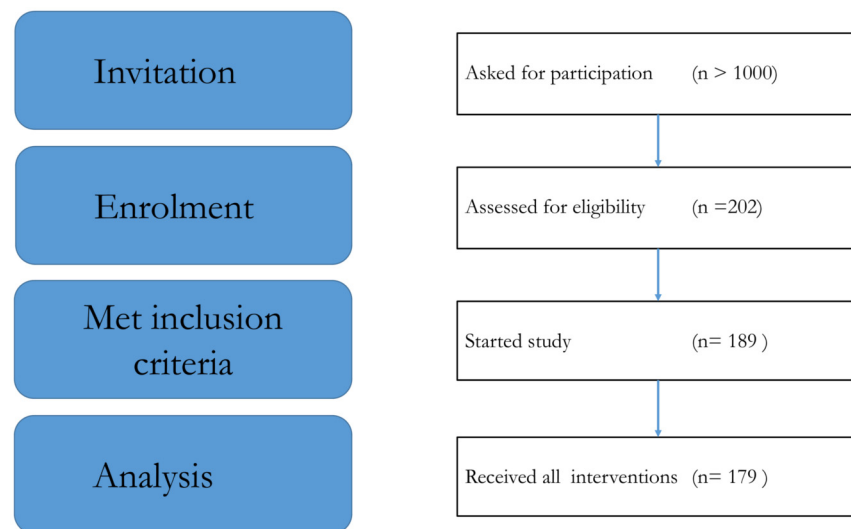 Invitation
Asked for participation (n > 1000)
Enrolment
Assessed for eligibility (n =202)
Met inclusion
criteria
Started study (n= 189 )
Analysis
Received all interventions (n= 179 )